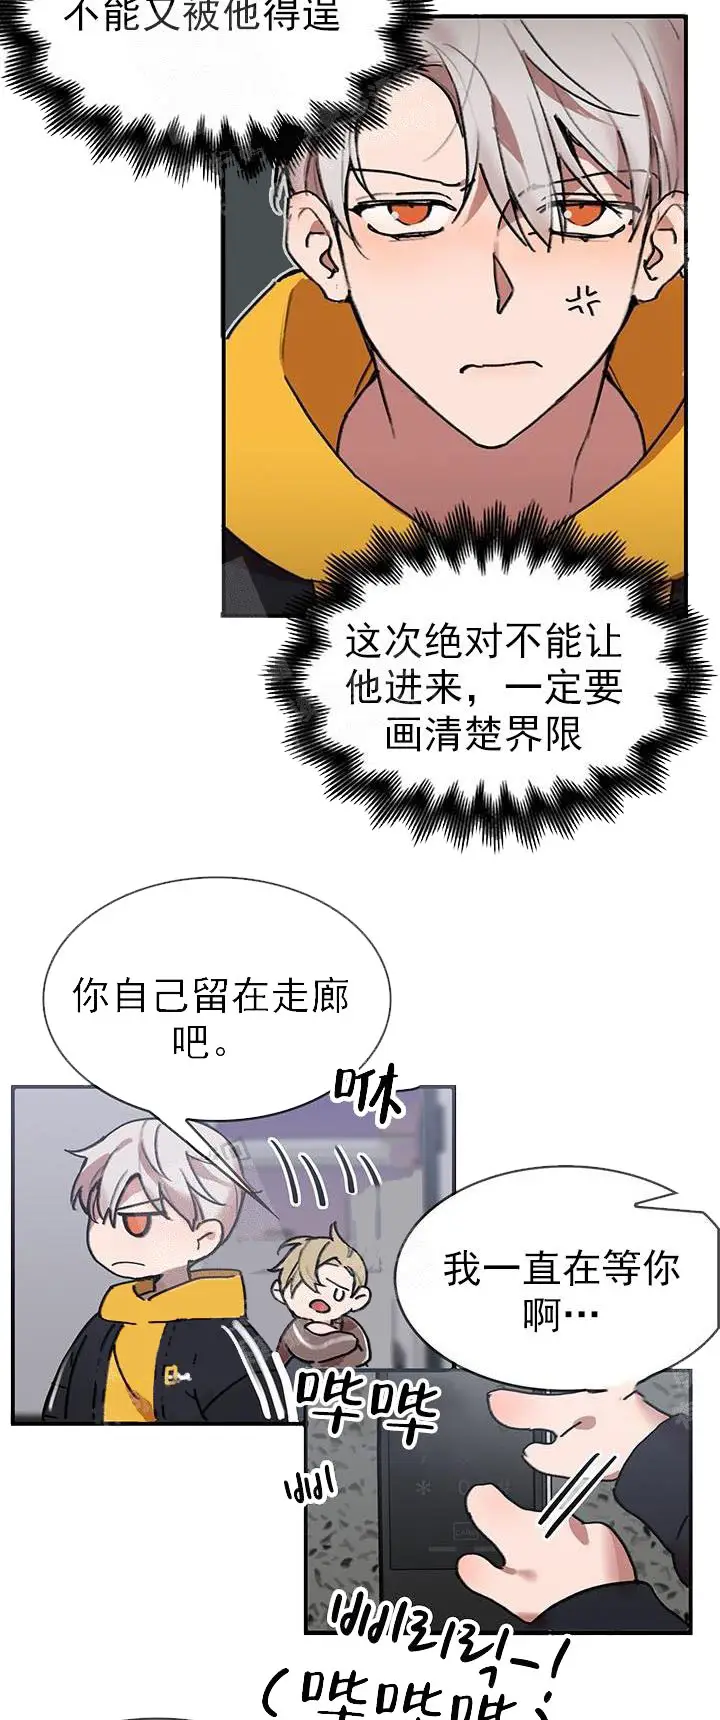 不能又被他得逞
这次绝对不能让
他进来，一定要
画清楚界限
你自己留在走廊
吧。
咻
我一直在等你
啊…
哔哔
삐삐
* 0 #
삐삐리릭~!
(哔哔哔